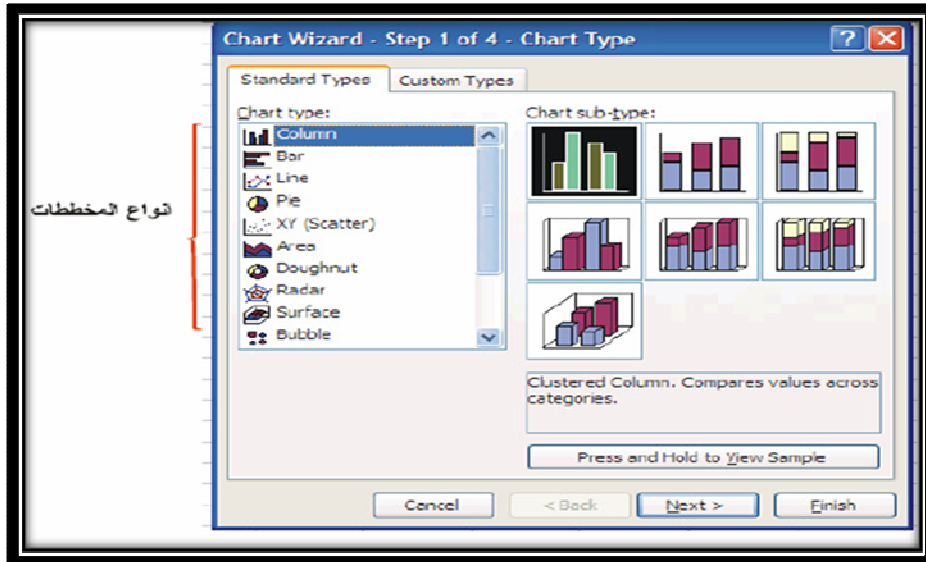 Chart Wizard - Step 1 of 4 - Chart Type
Standard Types
Custom Types
Chart type:
Column
Bar
Line
Pie
XY (Scatter)
Area
Doughnut
Radar
Surface
Bubble
انواع المخططات
Chart sub-type:
Clustered Column. Compares values across
categories.
Press and Hold to View Sample
Cancel
< Back
Next >
Finish